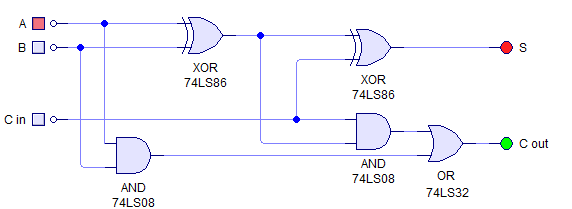 A
B
XOR
74LS86
S
XOR
74LS86
C in
C out
AND
74LS08
OR
74LS32
AND
74LS08